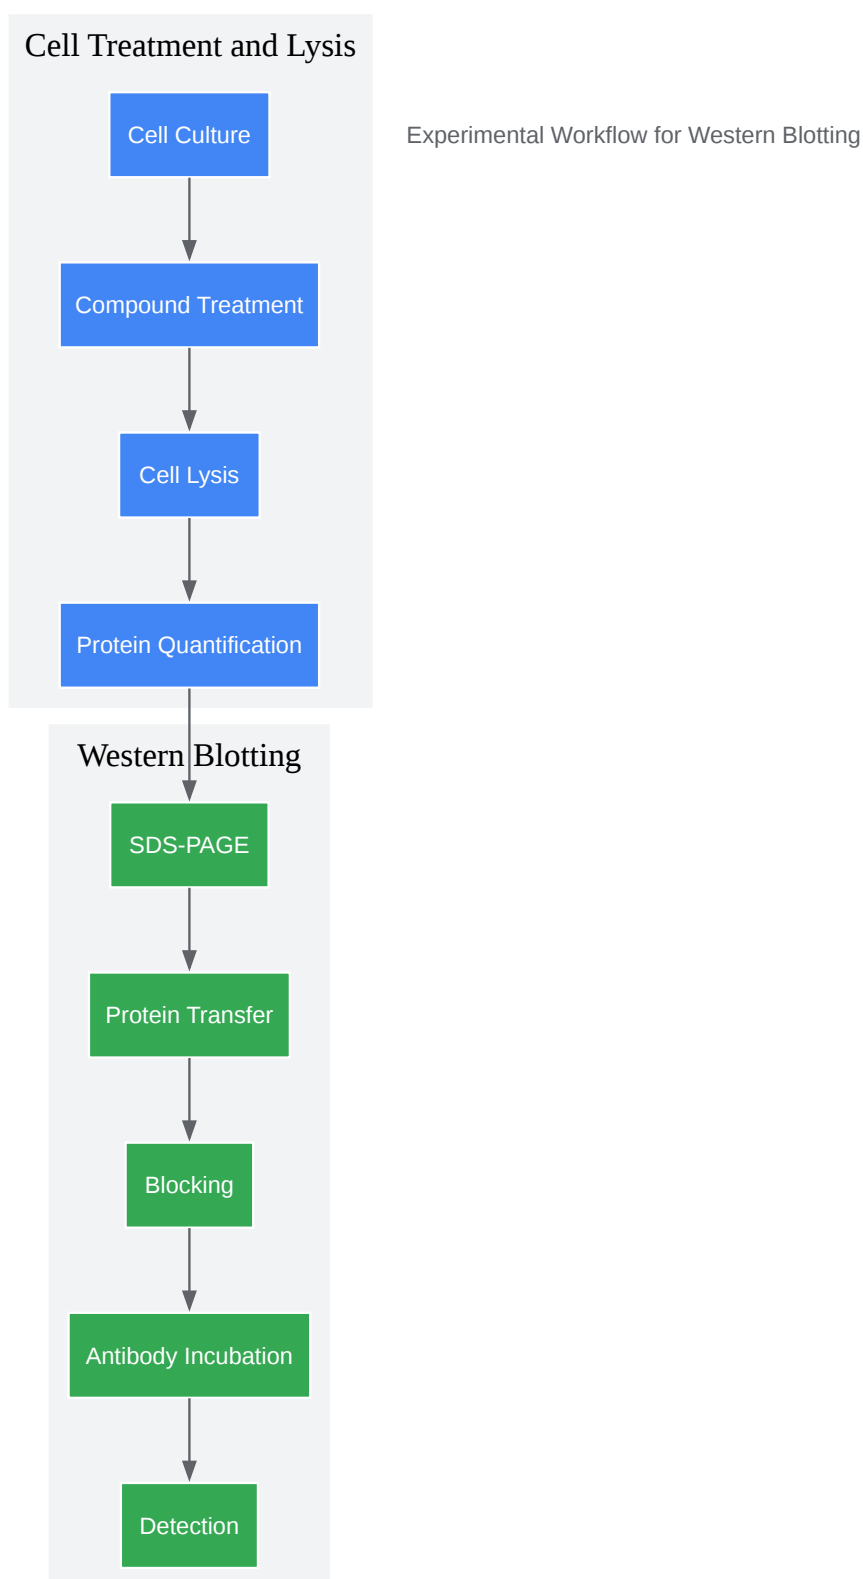 Cell Treatment and Lysis
Cell Culture
Experimental Workflow for Western Blotting
Compound Treatment
Cell Lysis
Protein Quantification
Western Blotting
SDS-PAGE
Protein Transfer
Blocking
Antibody Incubation
Detection